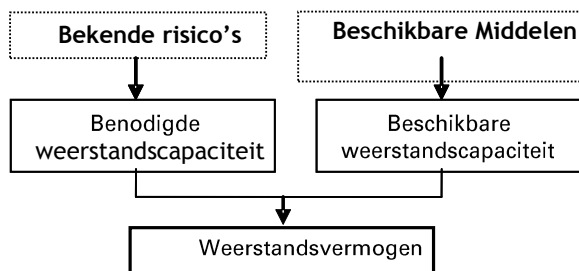 Bekende risico's
Beschikbare Middelen
Benodigde
weerstandscapaciteit
Beschikbare
weerstandscapaciteit
Weerstandsvermogen